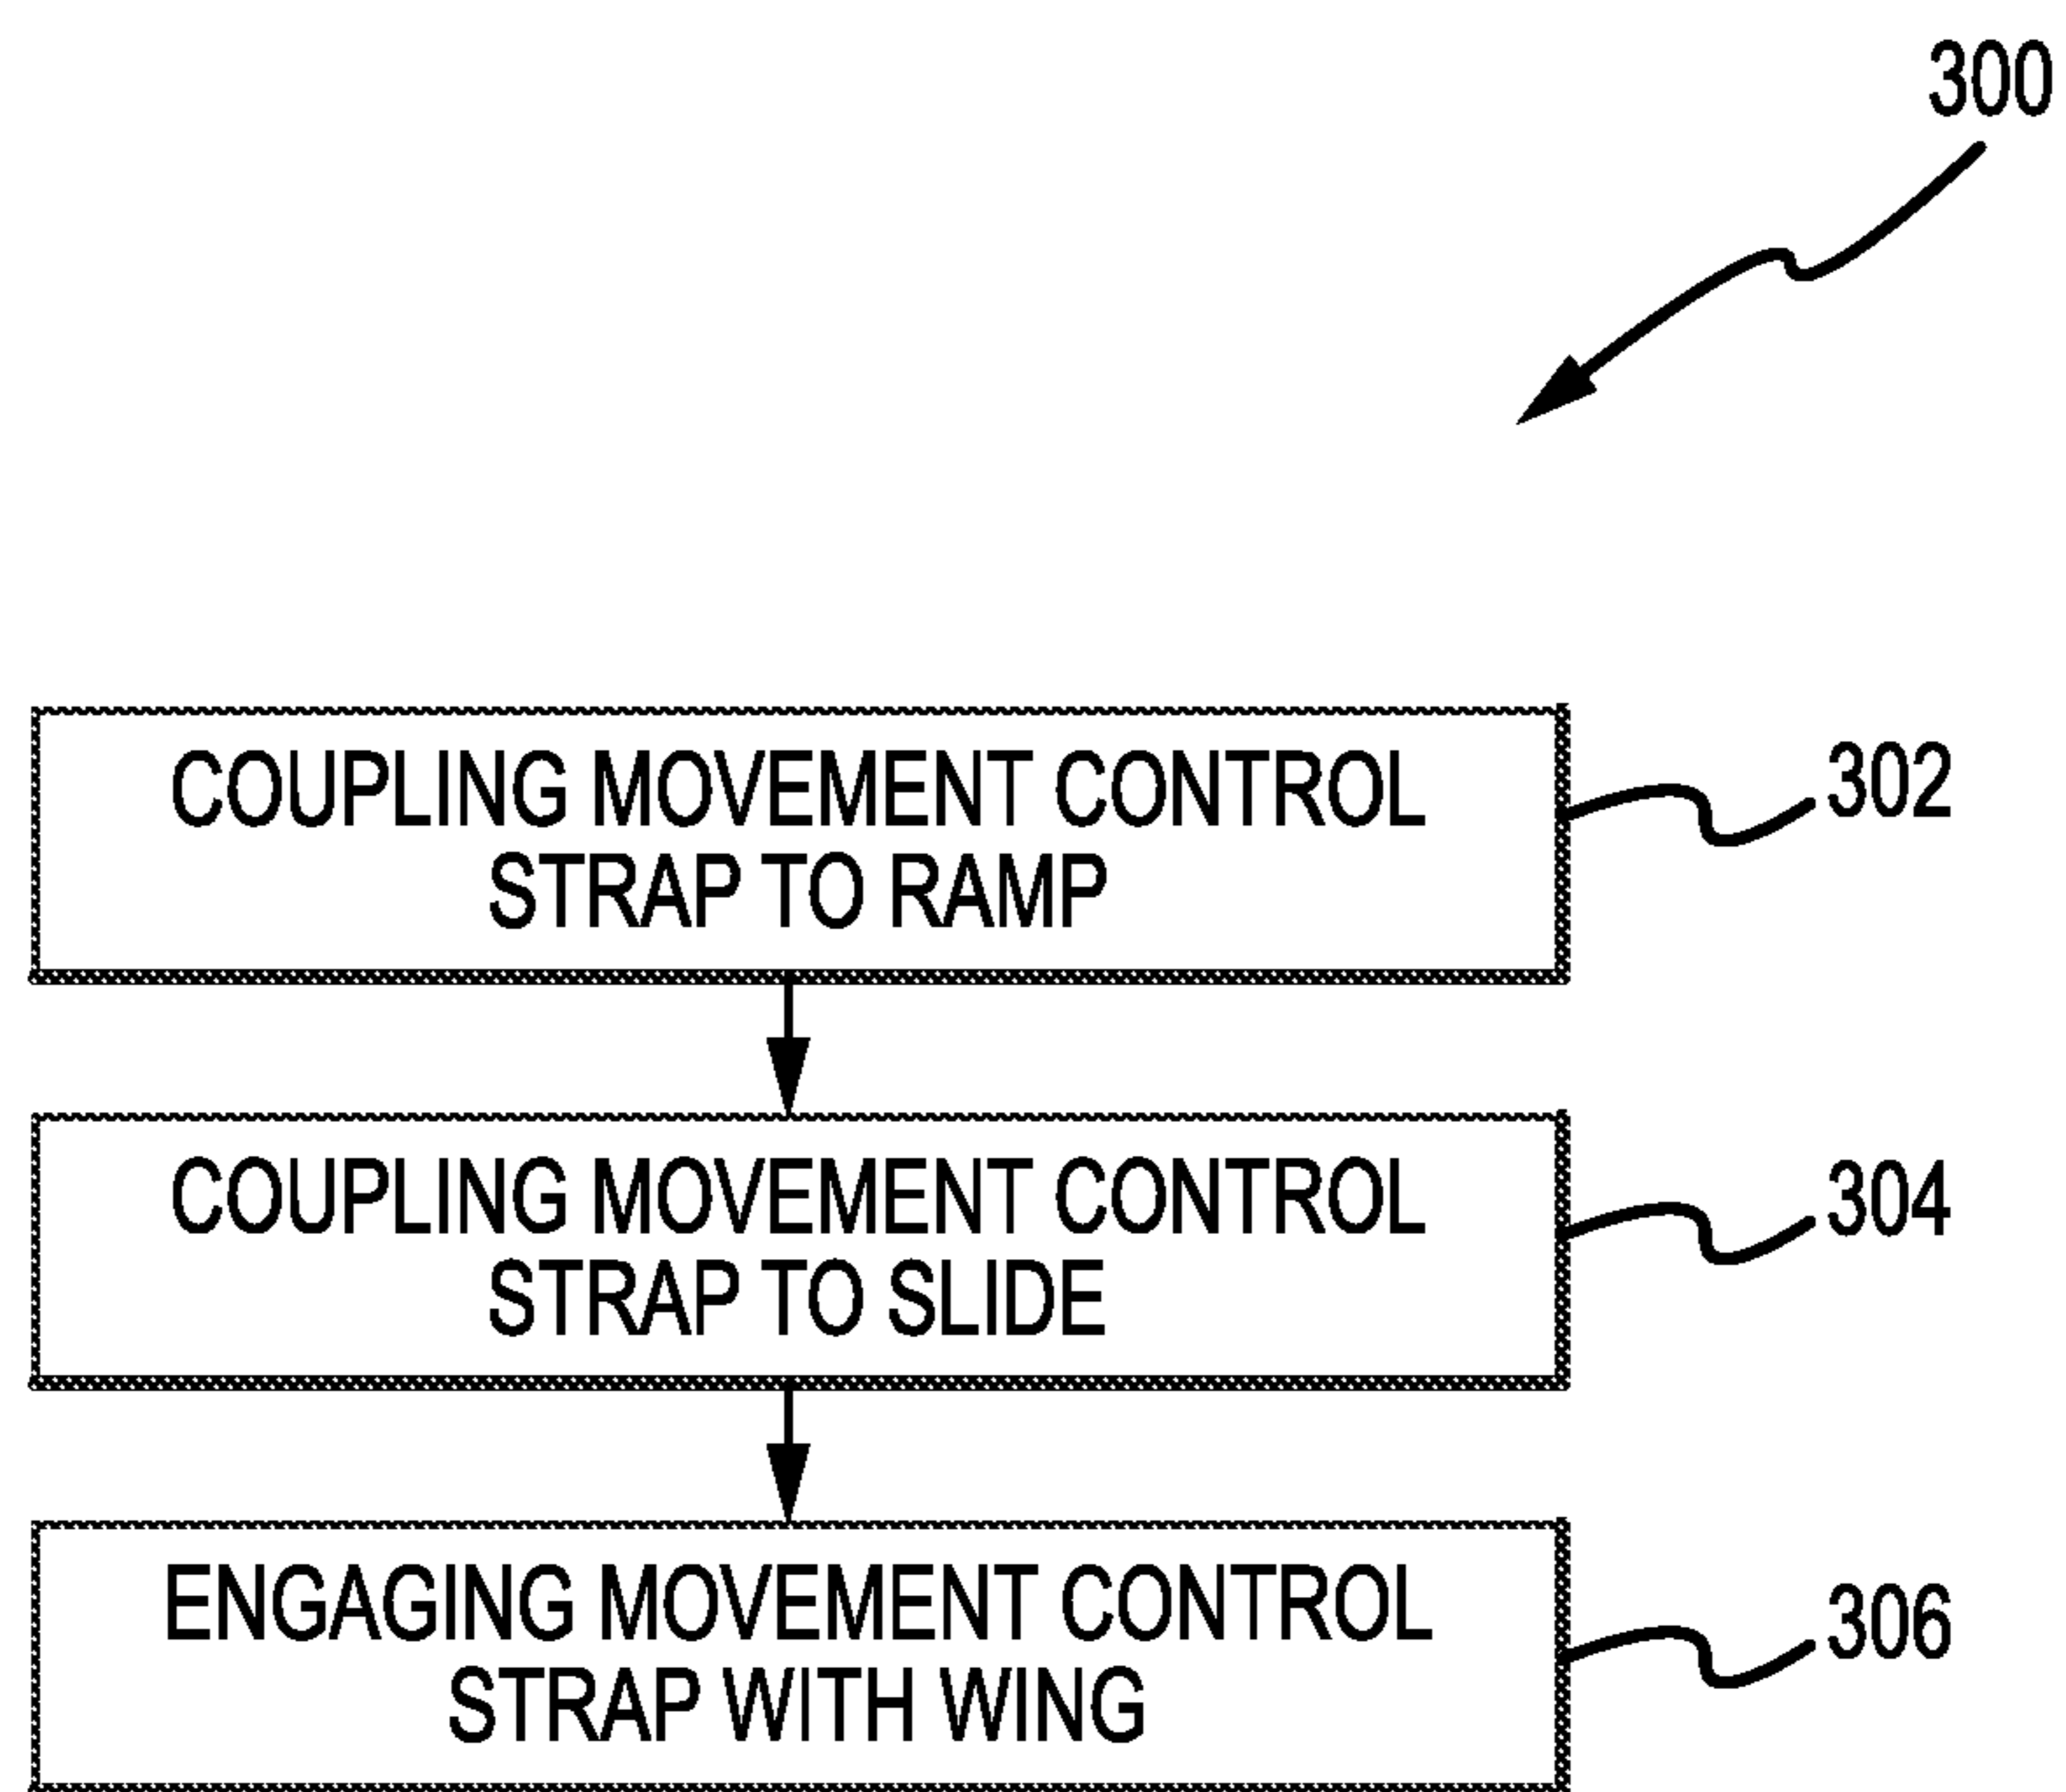 300
COUPLING MOVEMENT CONTROL
STRAP TO RAMP
302
COUPLING MOVEMENT CONTROL
STRAP TO SLIDE
304
ENGAGING MOVEMENT CONTROL
STRAP WITH WING
306